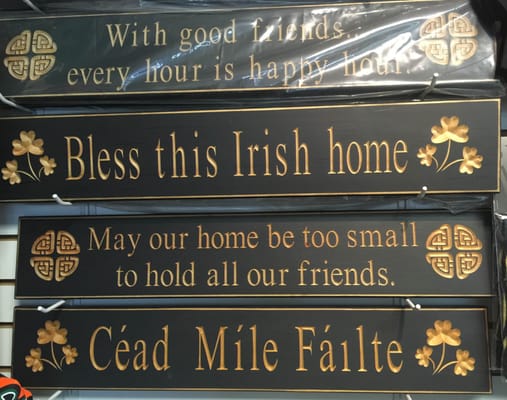 With good friends...
every hour is happy hour.
Bless this Irish home
May our home be too small
to hold all our friends.
Céad Míle Fáilte